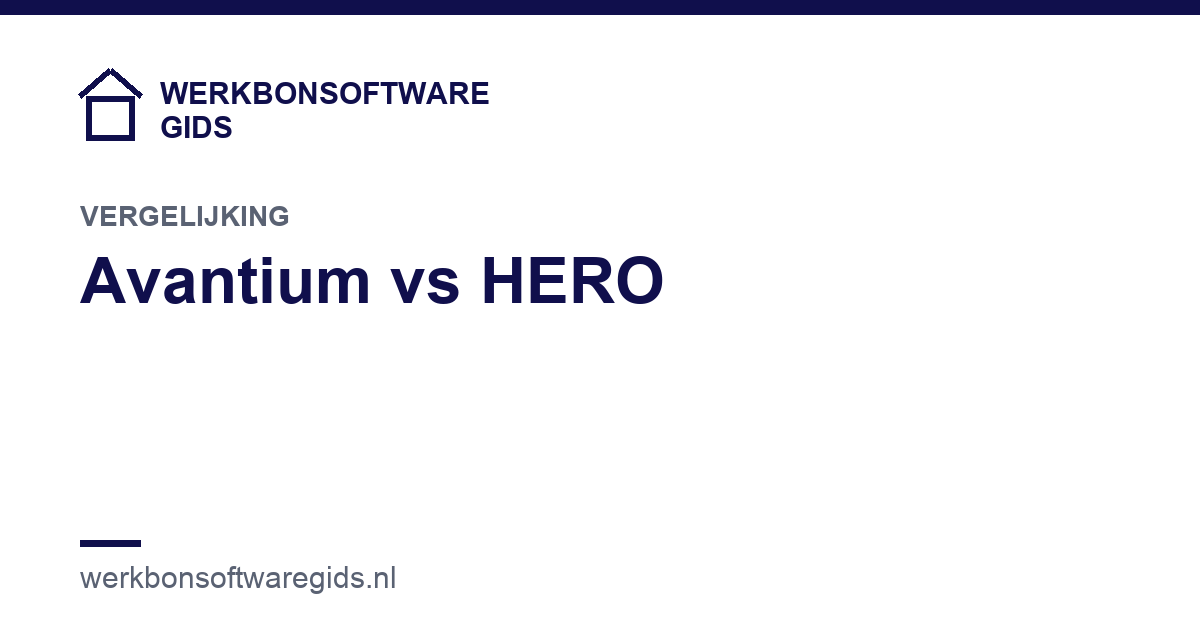 WERKBONSOFTWARE
GIDS
VERGELIJKING
Avantium vs HERO
werkbonsoftwaregids.nl